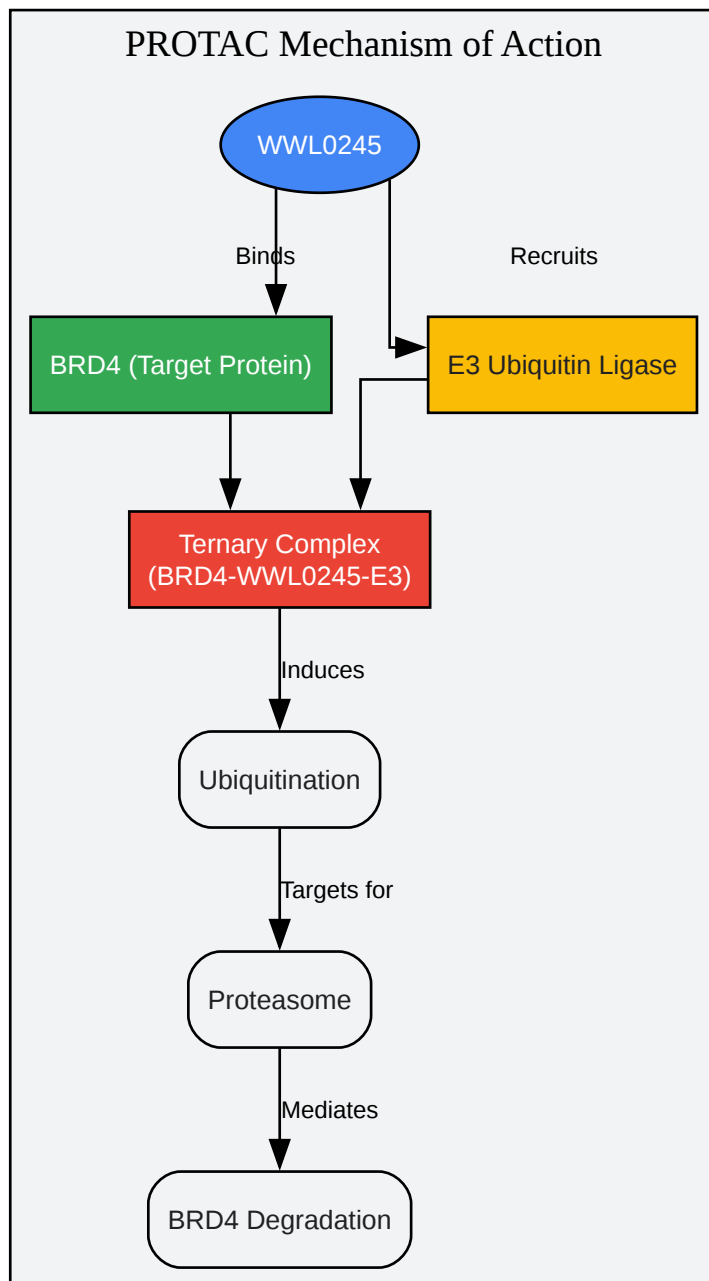 PROTAC Mechanism of Action
WWL0245
Binds
Recruits
BRD4 (Target Protein)
E3 Ubiquitin Ligase
Ternary Complex
(BRD4-WWL0245-E3)
Induces
Ubiquitination
Targets for
Proteasome
Mediates
BRD4 Degradation